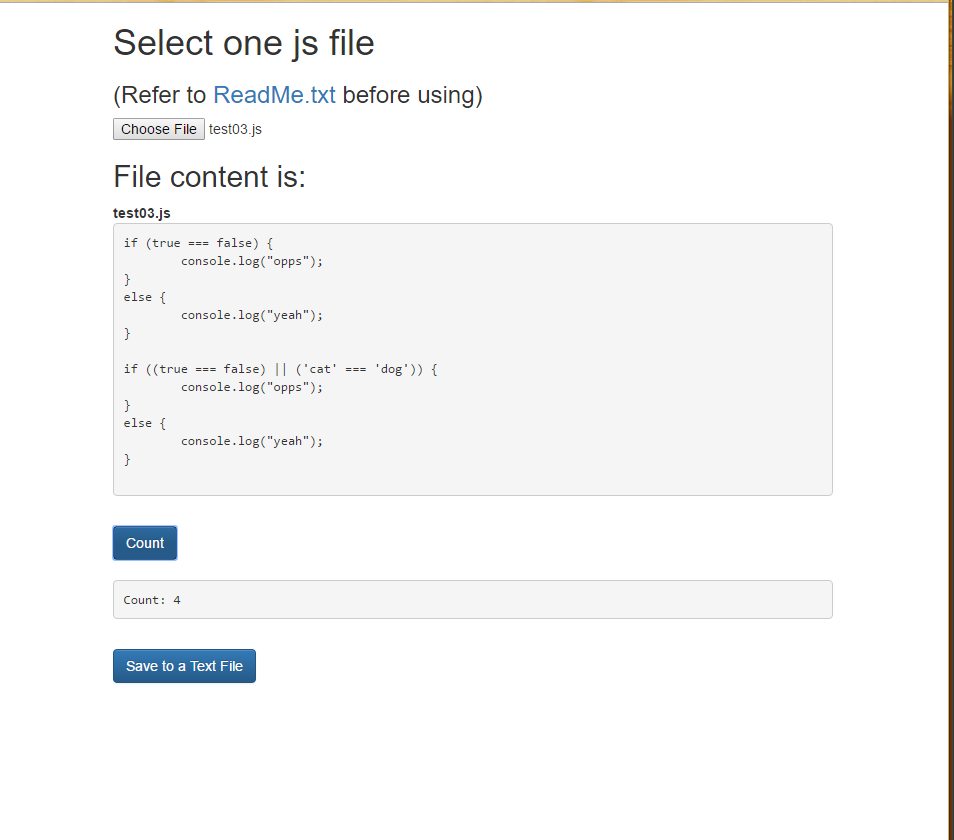 Select one js file
(Refer to ReadMe.txt before using)
Choose File test03.js
File content is:
test03.js
if (true === false) {
        console.log("opps");
}
else {
        console.log("yeah");
}
if ((true === false) || ('cat' === 'dog')) {
        console.log("opps");
}
else {
        console.log("yeah");
}
Count
Count: 4
Save to a Text File